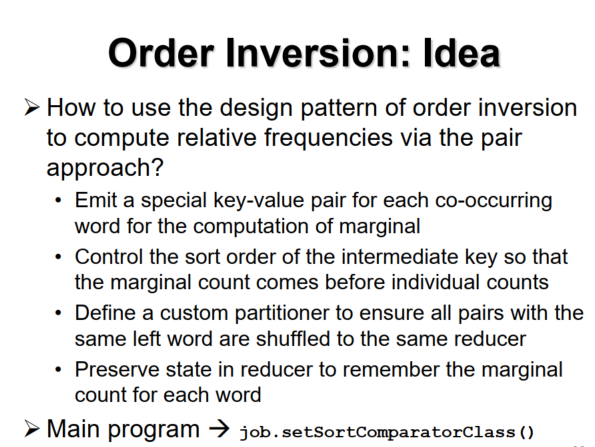 Order Inversion: Idea
➢ How to use the design pattern of order inversion
to compute relative frequencies via the pair
approach?
• Emit a special key-value pair for each co-occurring
word for the computation of marginal
• Control the sort order of the intermediate key so that
the marginal count comes before individual counts
• Define a custom partitioner to ensure all pairs with the
same left word are shuffled to the same reducer
• Preserve state in reducer to remember the marginal
count for each word
➢ Main program → job.setSortComparatorClass()